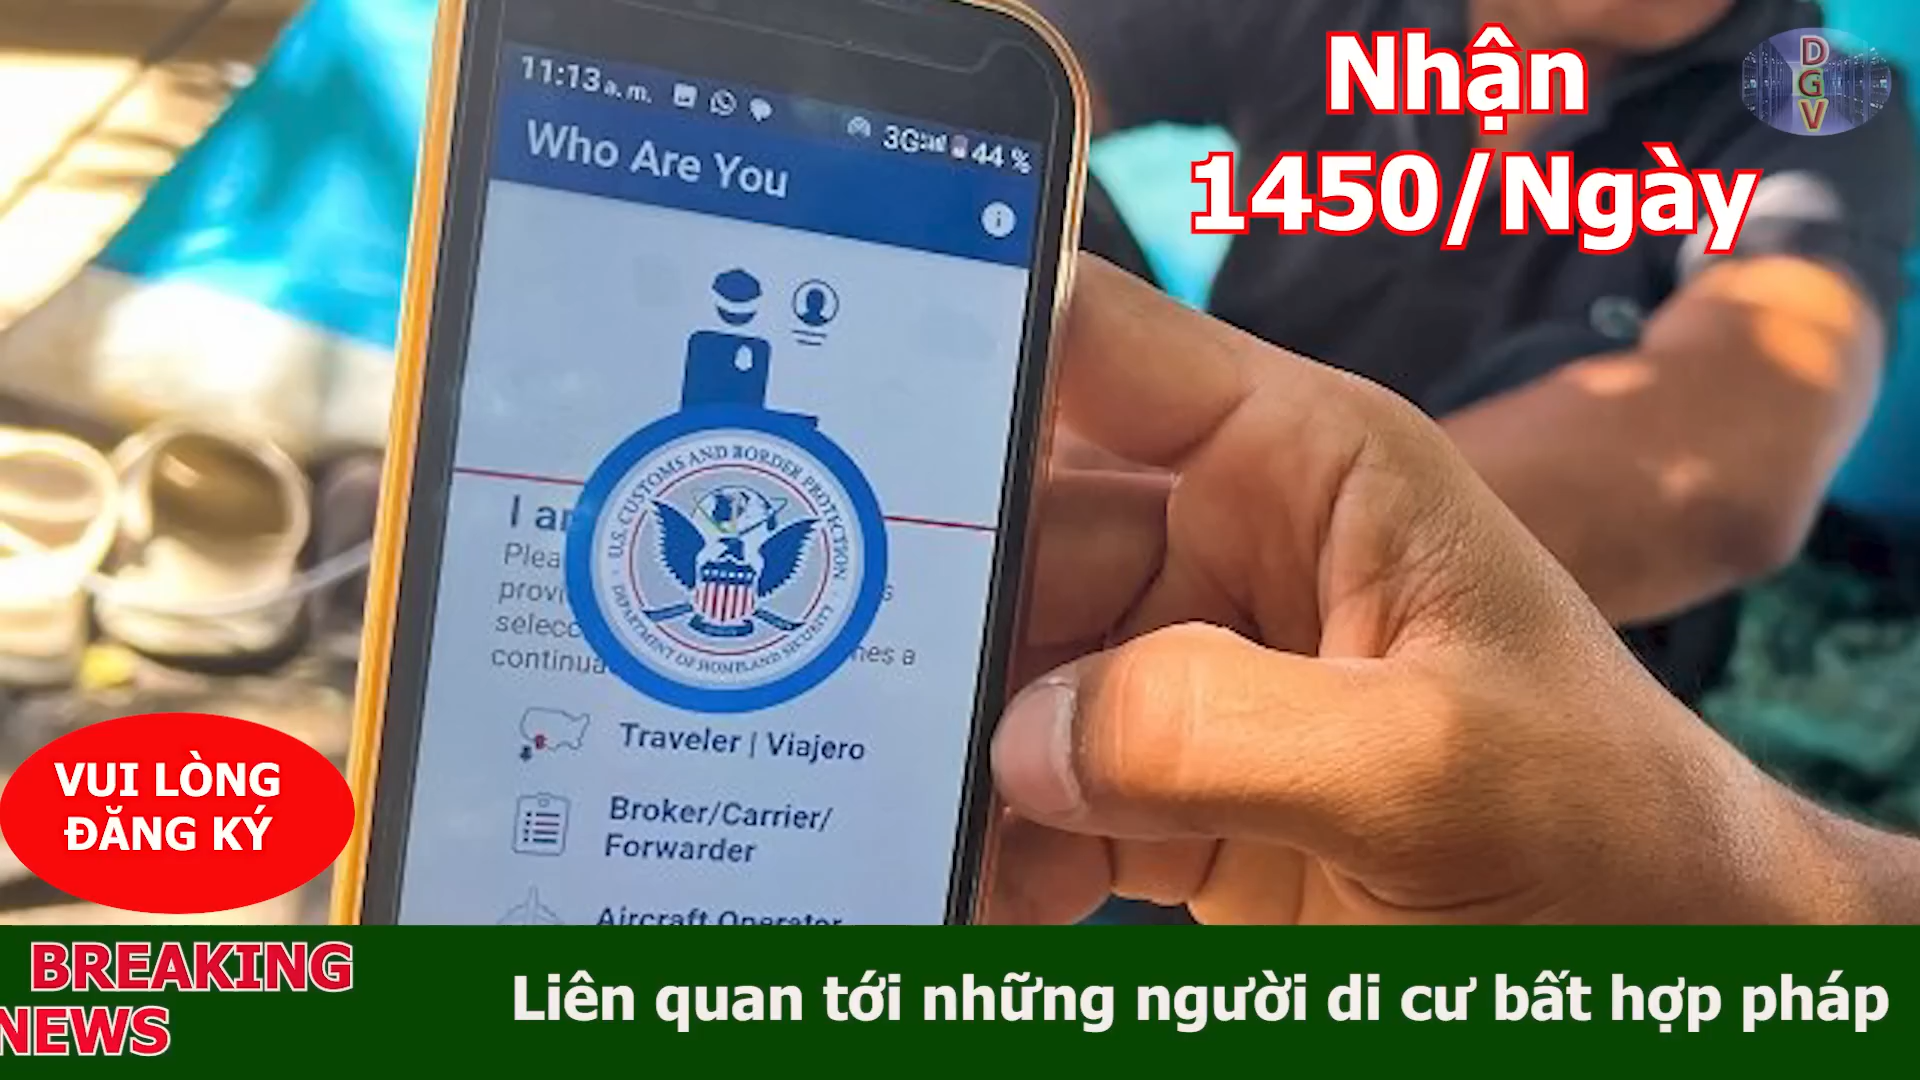 11:13 a. m.
3G
44 %
Who Are You
Nhận
1450/Ngày
D
G
V
U.S. CUSTOMS AND BORDER PROTECTION
DEPARTMENT OF HOMELAND SECURITY
Traveler | Viajero
Broker/Carrier/
Forwarder
Aircraft Operator
VUI LÒNG
ĐĂNG KÝ
BREAKING
NEWS
Liên quan tới những người di cư bất hợp pháp